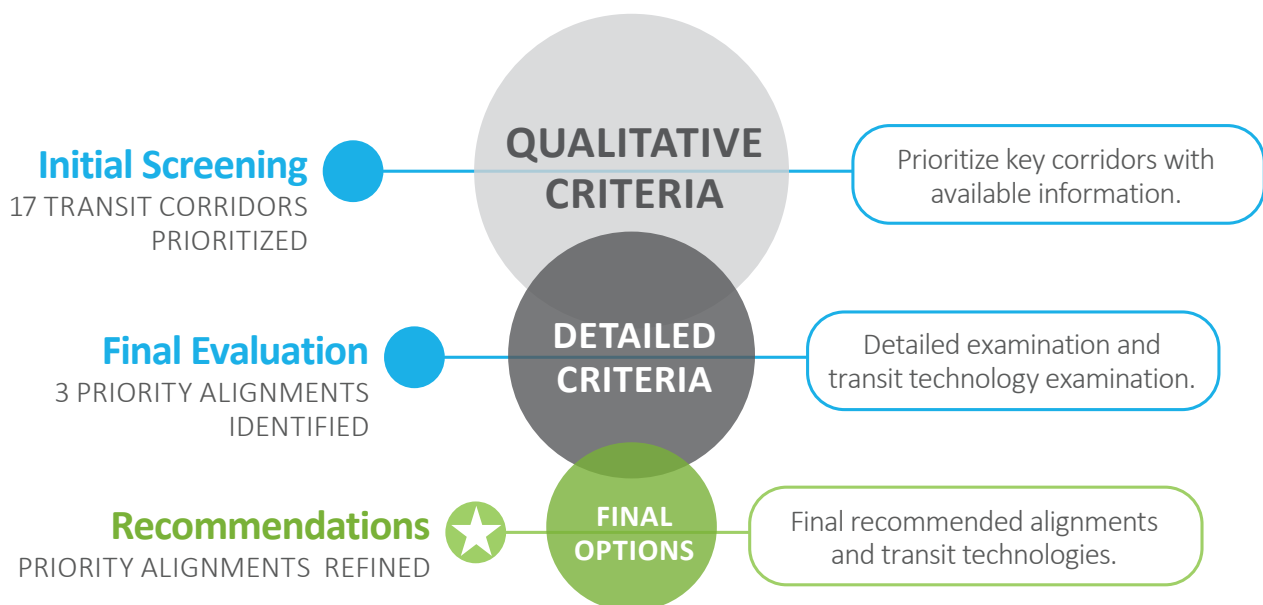 Initial Screening
17 TRANSIT CORRIDORS
PRIORITIZED
QUALITATIVE
CRITERIA
Prioritize key corridors with
available information.
Final Evaluation
3 PRIORITY ALIGNMENTS
IDENTIFIED
DETAILED
CRITERIA
Detailed examination and
transit technology examination.
Recommendations
PRIORITY ALIGNMENTS REFINED
FINAL
OPTIONS
Final recommended alignments
and transit technologies.